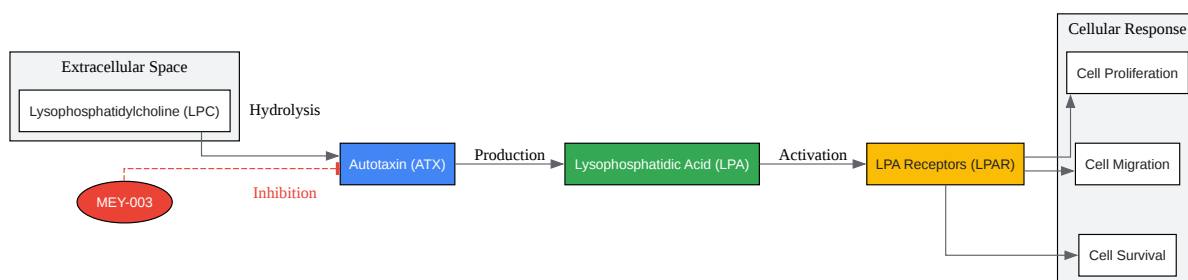 Cellular Response
Extracellular Space
Cell Proliferation
Lysophosphatidylcholine (LPC)
Hydrolysis
Autotaxin (ATX)
Production
Lysophosphatidic Acid (LPA)
Activation
LPA Receptors (LPAR)
Cell Migration
Inhibition
MEY-003
Cell Survival